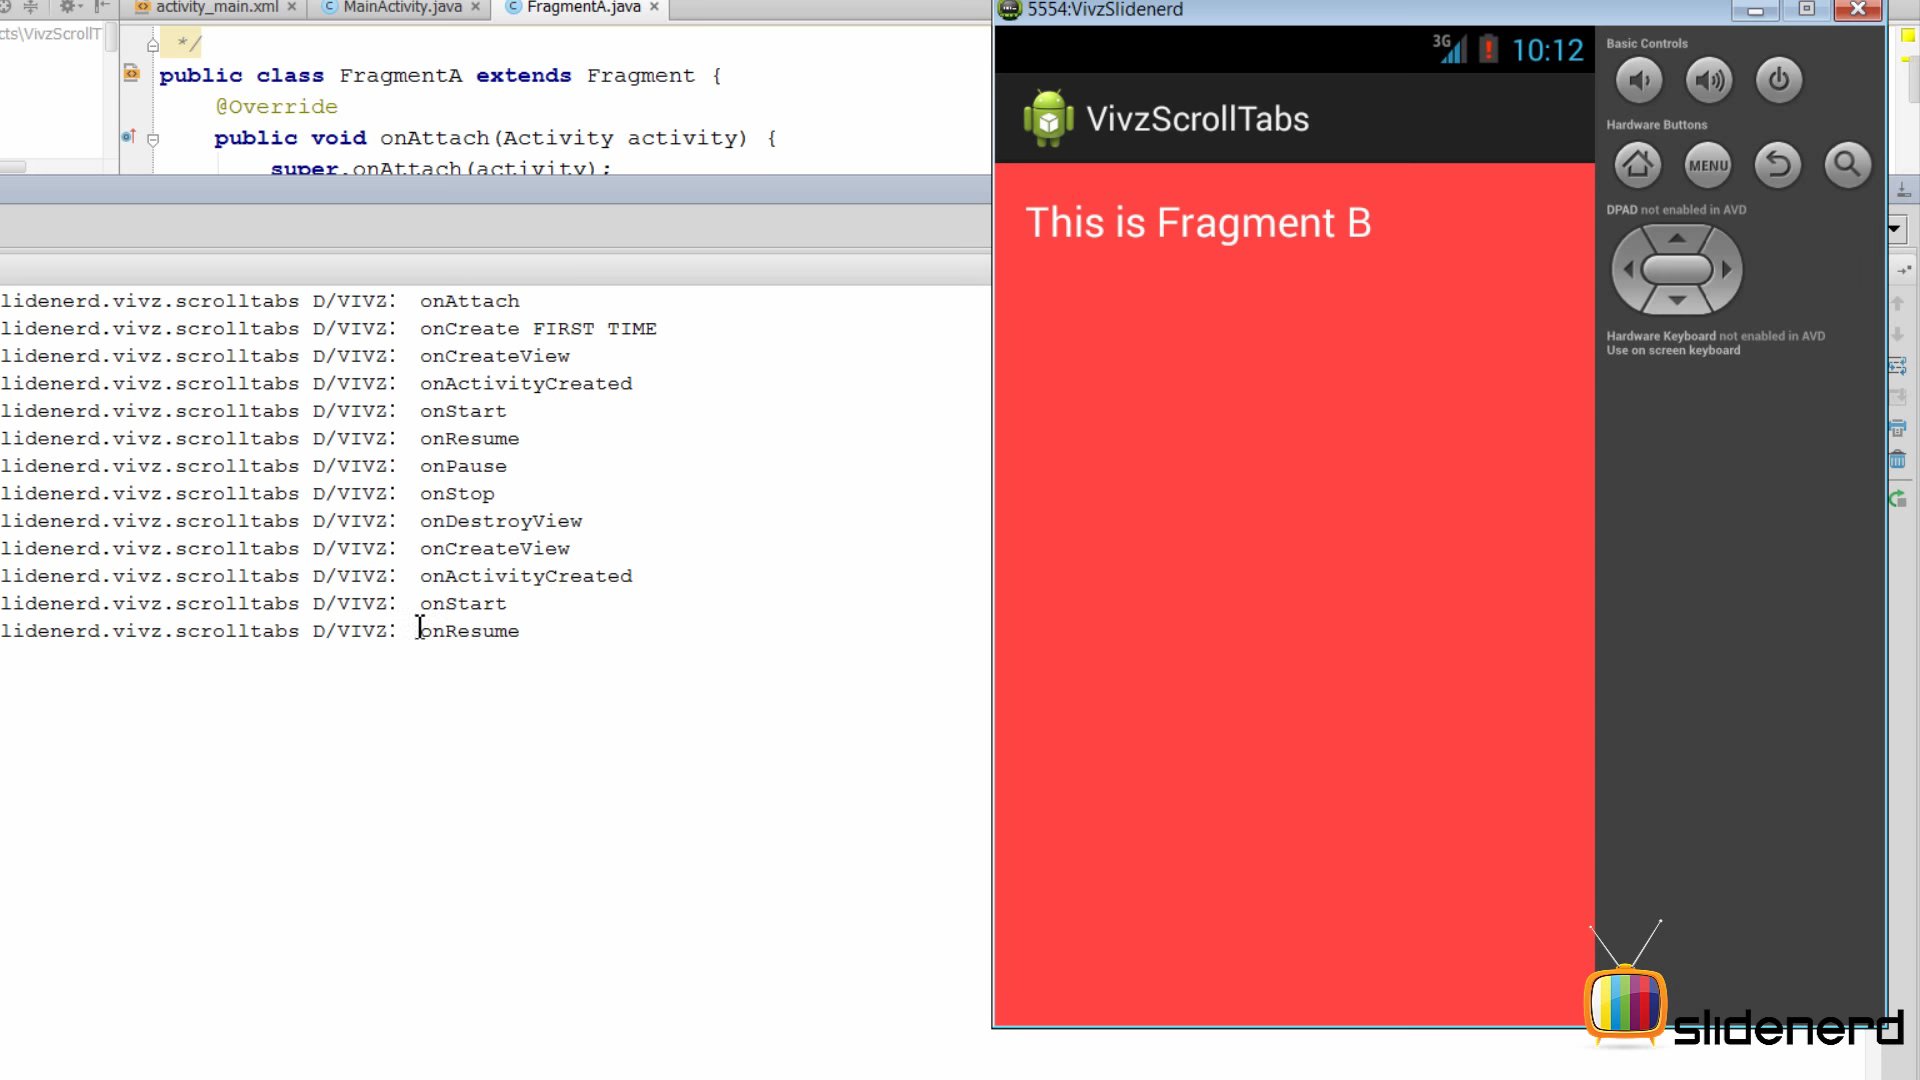 activity_main.xml
MainActivity.java
FragmentA.java
cts\VivzScrollT
*/
public class FragmentA extends Fragment {
@Override
public void onAttach(Activity activity) {
super.onAttach(activity);
lidenerd.vivz.scrolltabs D/VIVZ: onAttach
lidenerd.vivz.scrolltabs D/VIVZ: onCreate FIRST TIME
lidenerd.vivz.scrolltabs D/VIVZ: onCreateView
lidenerd.vivz.scrolltabs D/VIVZ: onActivityCreated
lidenerd.vivz.scrolltabs D/VIVZ: onStart
lidenerd.vivz.scrolltabs D/VIVZ: onResume
lidenerd.vivz.scrolltabs D/VIVZ: onPause
lidenerd.vivz.scrolltabs D/VIVZ: onStop
lidenerd.vivz.scrolltabs D/VIVZ: onDestroyView
lidenerd.vivz.scrolltabs D/VIVZ: onCreateView
lidenerd.vivz.scrolltabs D/VIVZ: onActivityCreated
lidenerd.vivz.scrolltabs D/VIVZ: onStart
lidenerd.vivz.scrolltabs D/VIVZ: onResume
5554:VivzSlidenerd
3G 10:12
VivzScrollTabs
This is Fragment B
Basic Controls
Hardware Buttons
MENU
DPAD not enabled in AVD
Hardware Keyboard not enabled in AVD
Use on screen keyboard
slidenerd